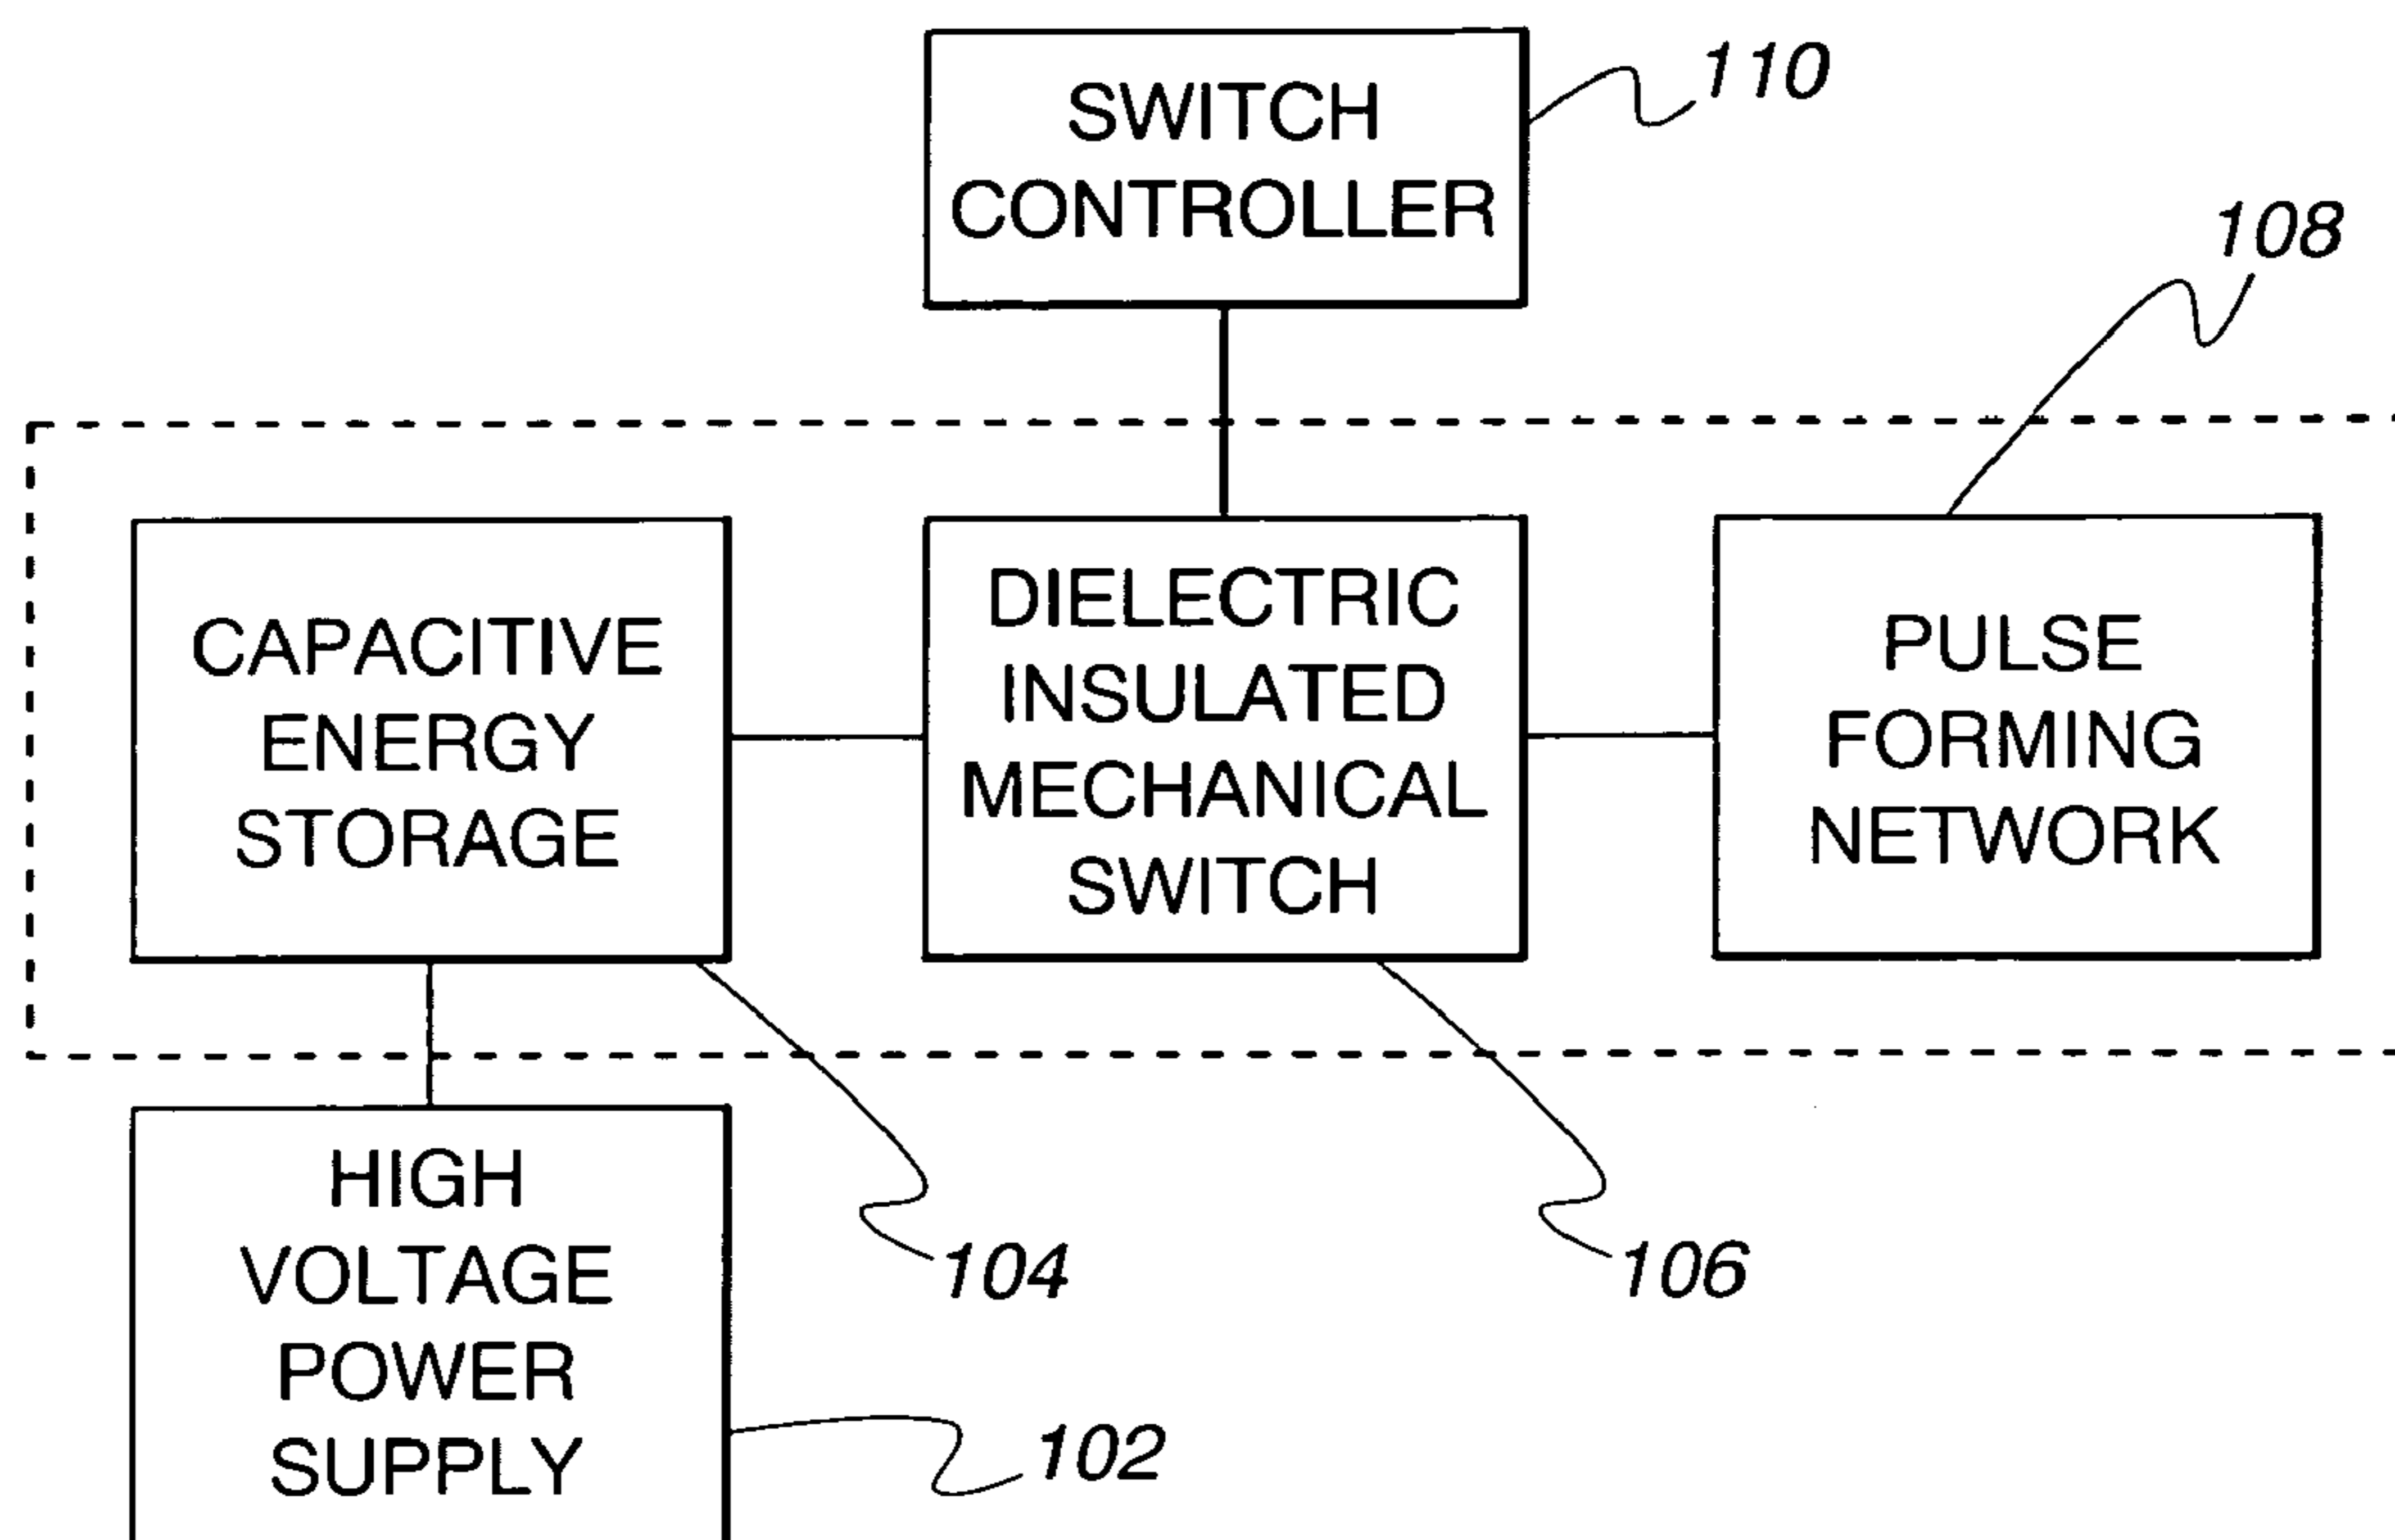 SWITCH
CONTROLLER
110
108
CAPACITIVE
ENERGY
STORAGE
DIELECTRIC
INSULATED
MECHANICAL
SWITCH
PULSE
FORMING
NETWORK
HIGH
VOLTAGE
POWER
SUPPLY
104
106
102